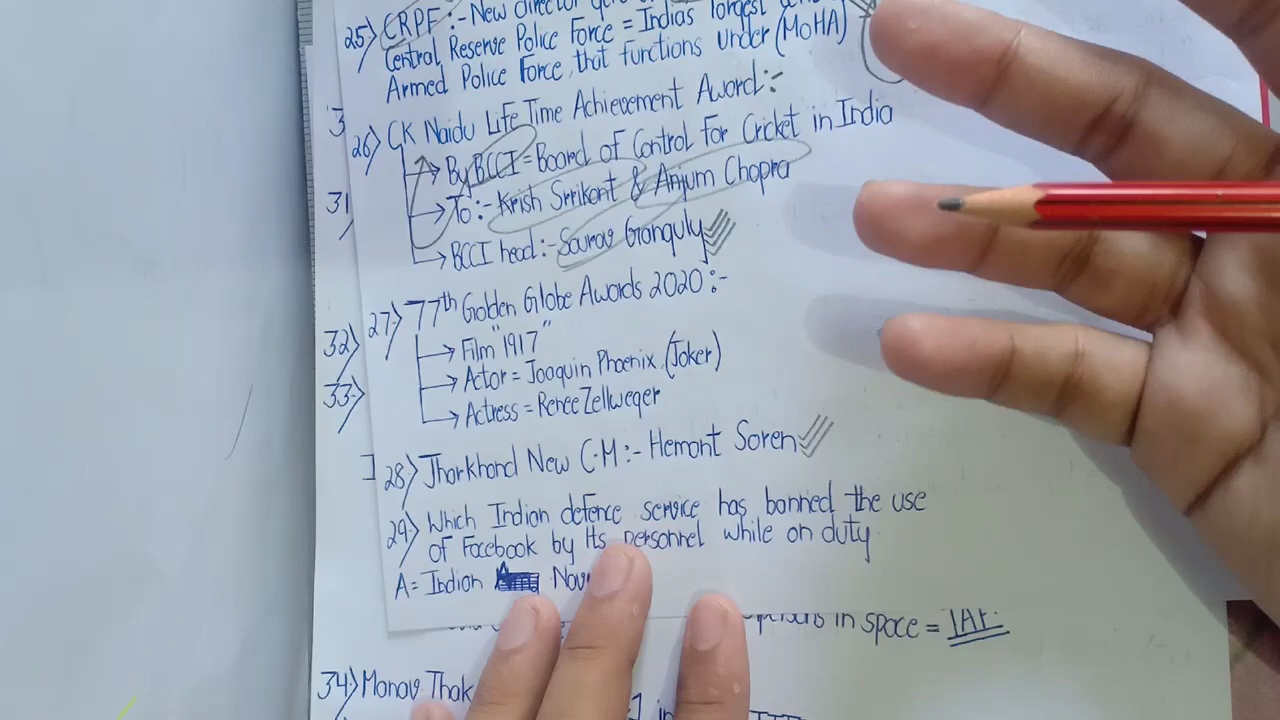 25) CRPF :- New director
Central Reserve Police Force = Indias largest
Armed Police Force, that functions under (MOHA)
26) CK Naidu Life Time Achievement Award:-
→ By BCCI = Board of Control For Cricket in India
→ To :- Krish Srrikant & Anjum Chopra
→ BCCI head :- Sourav Ganguly
27) 77th Golden Globe Awards 2020 :-
→ Film "1917"
→ Actor = Joaquin Phoenix (Joker)
→ Actress = Renee Zellweger
28) Jharkhand New C.M :- Hemant Soren
29) Which Indian defence service has banned the use
of Facebook by Its personnel while on duty
A = Indian
3
31)
32)
33)
in space = IAF
34) Manav Thak
in